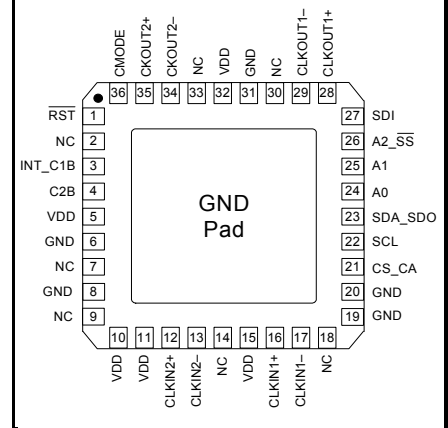 CMODE
CKOUT2+
CKOUT2–
NC
VDD
GND
NC
CLKOUT1–
CLKOUT1+
36 35 34 33 32 31 30 29 28
RST 1
NC 2
INT_C1B 3
C2B 4
VDD 5
GND 6
NC 7
GND 8
NC 9
GND
Pad
27 SDI
26 A2_SS
25 A1
24 A0
23 SDA_SDO
22 SCL
21 CS_CA
20 GND
19 GND
10 11 12 13 14 15 16 17 18
VDD
VDD
CLKIN2+
CLKIN2–
NC
VDD
CLKIN1+
CLKIN1–
NC